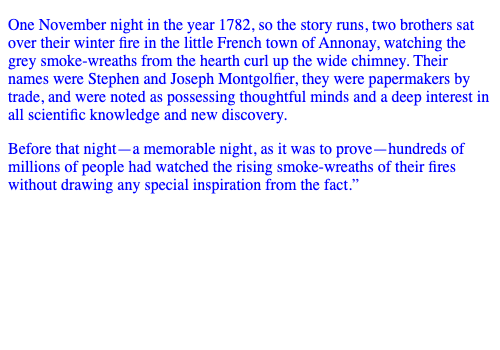 One November night in the year 1782, so the story runs, two brothers sat
over their winter fire in the little French town of Annonay, watching the
grey smoke-wreaths from the hearth curl up the wide chimney. Their
names were Stephen and Joseph Montgolfier, they were papermakers by
trade, and were noted as possessing thoughtful minds and a deep interest in
all scientific knowledge and new discovery.
Before that night—a memorable night, as it was to prove—hundreds of
millions of people had watched the rising smoke-wreaths of their fires
without drawing any special inspiration from the fact.”